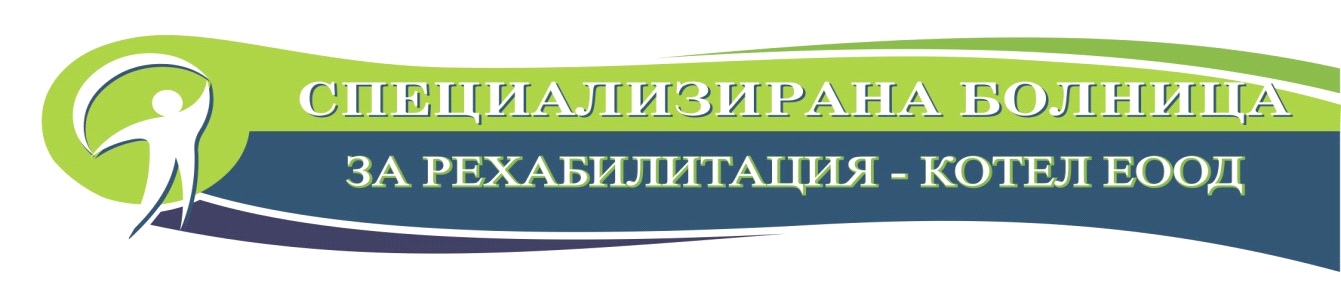 СПЕЦИАЛИЗИРАНА БОЛНИЦА
ЗА РЕХАБИЛИТАЦИЯ - КОТЕЛ ЕООД